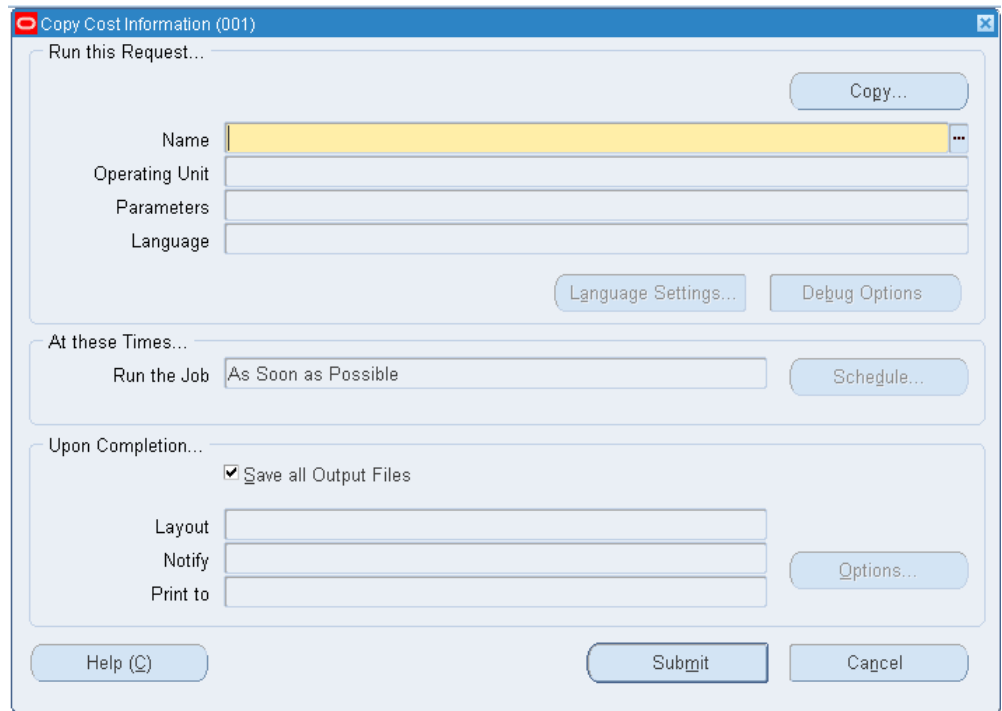 Copy Cost Information (001)
Run this Request...
Copy...
Name
Operating Unit
Parameters
Language
Language Settings...
Debug Options
At these Times...
Run the Job As Soon as Possible
Schedule...
Upon Completion...
Save all Output Files
Layout
Notify
Options...
Print to
Help (C)
Submit
Cancel